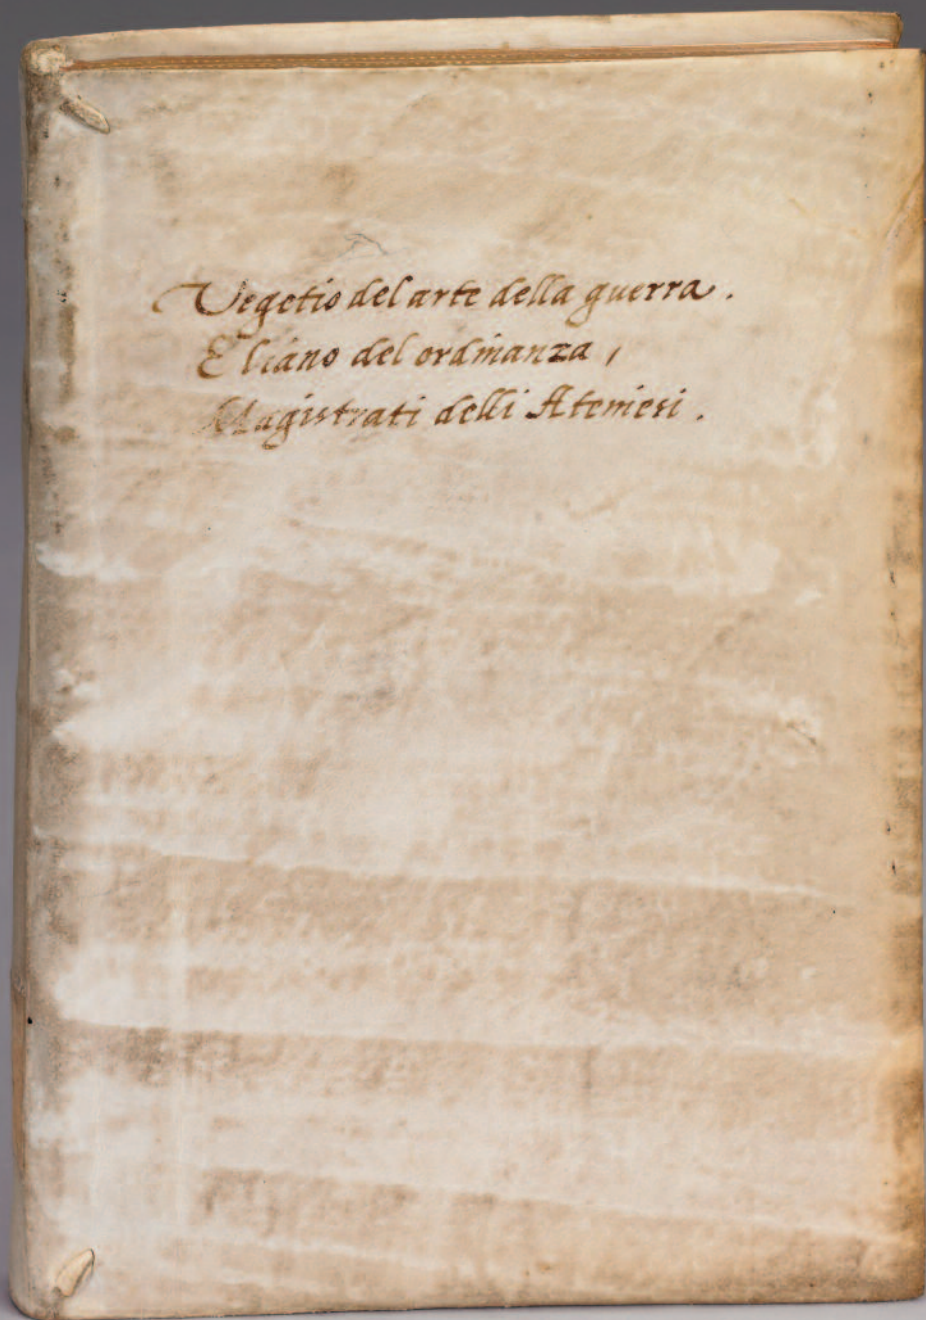 Vegetio del arte della guerra.
Eliano del ordinanza,
Magistrati delli Ateniesi.